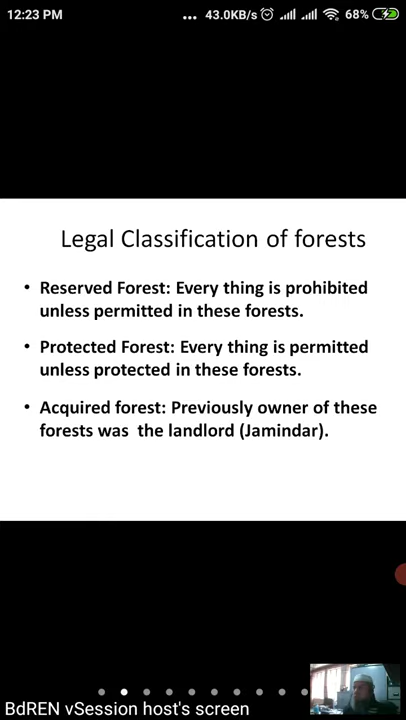 12:23 PM
... 43.0KB/s 68%
Legal Classification of forests
• Reserved Forest: Every thing is prohibited
unless permitted in these forests.
• Protected Forest: Every thing is permitted
unless protected in these forests.
• Acquired forest: Previously owner of these
forests was the landlord (Jamindar).
BdREN vSession host's screen